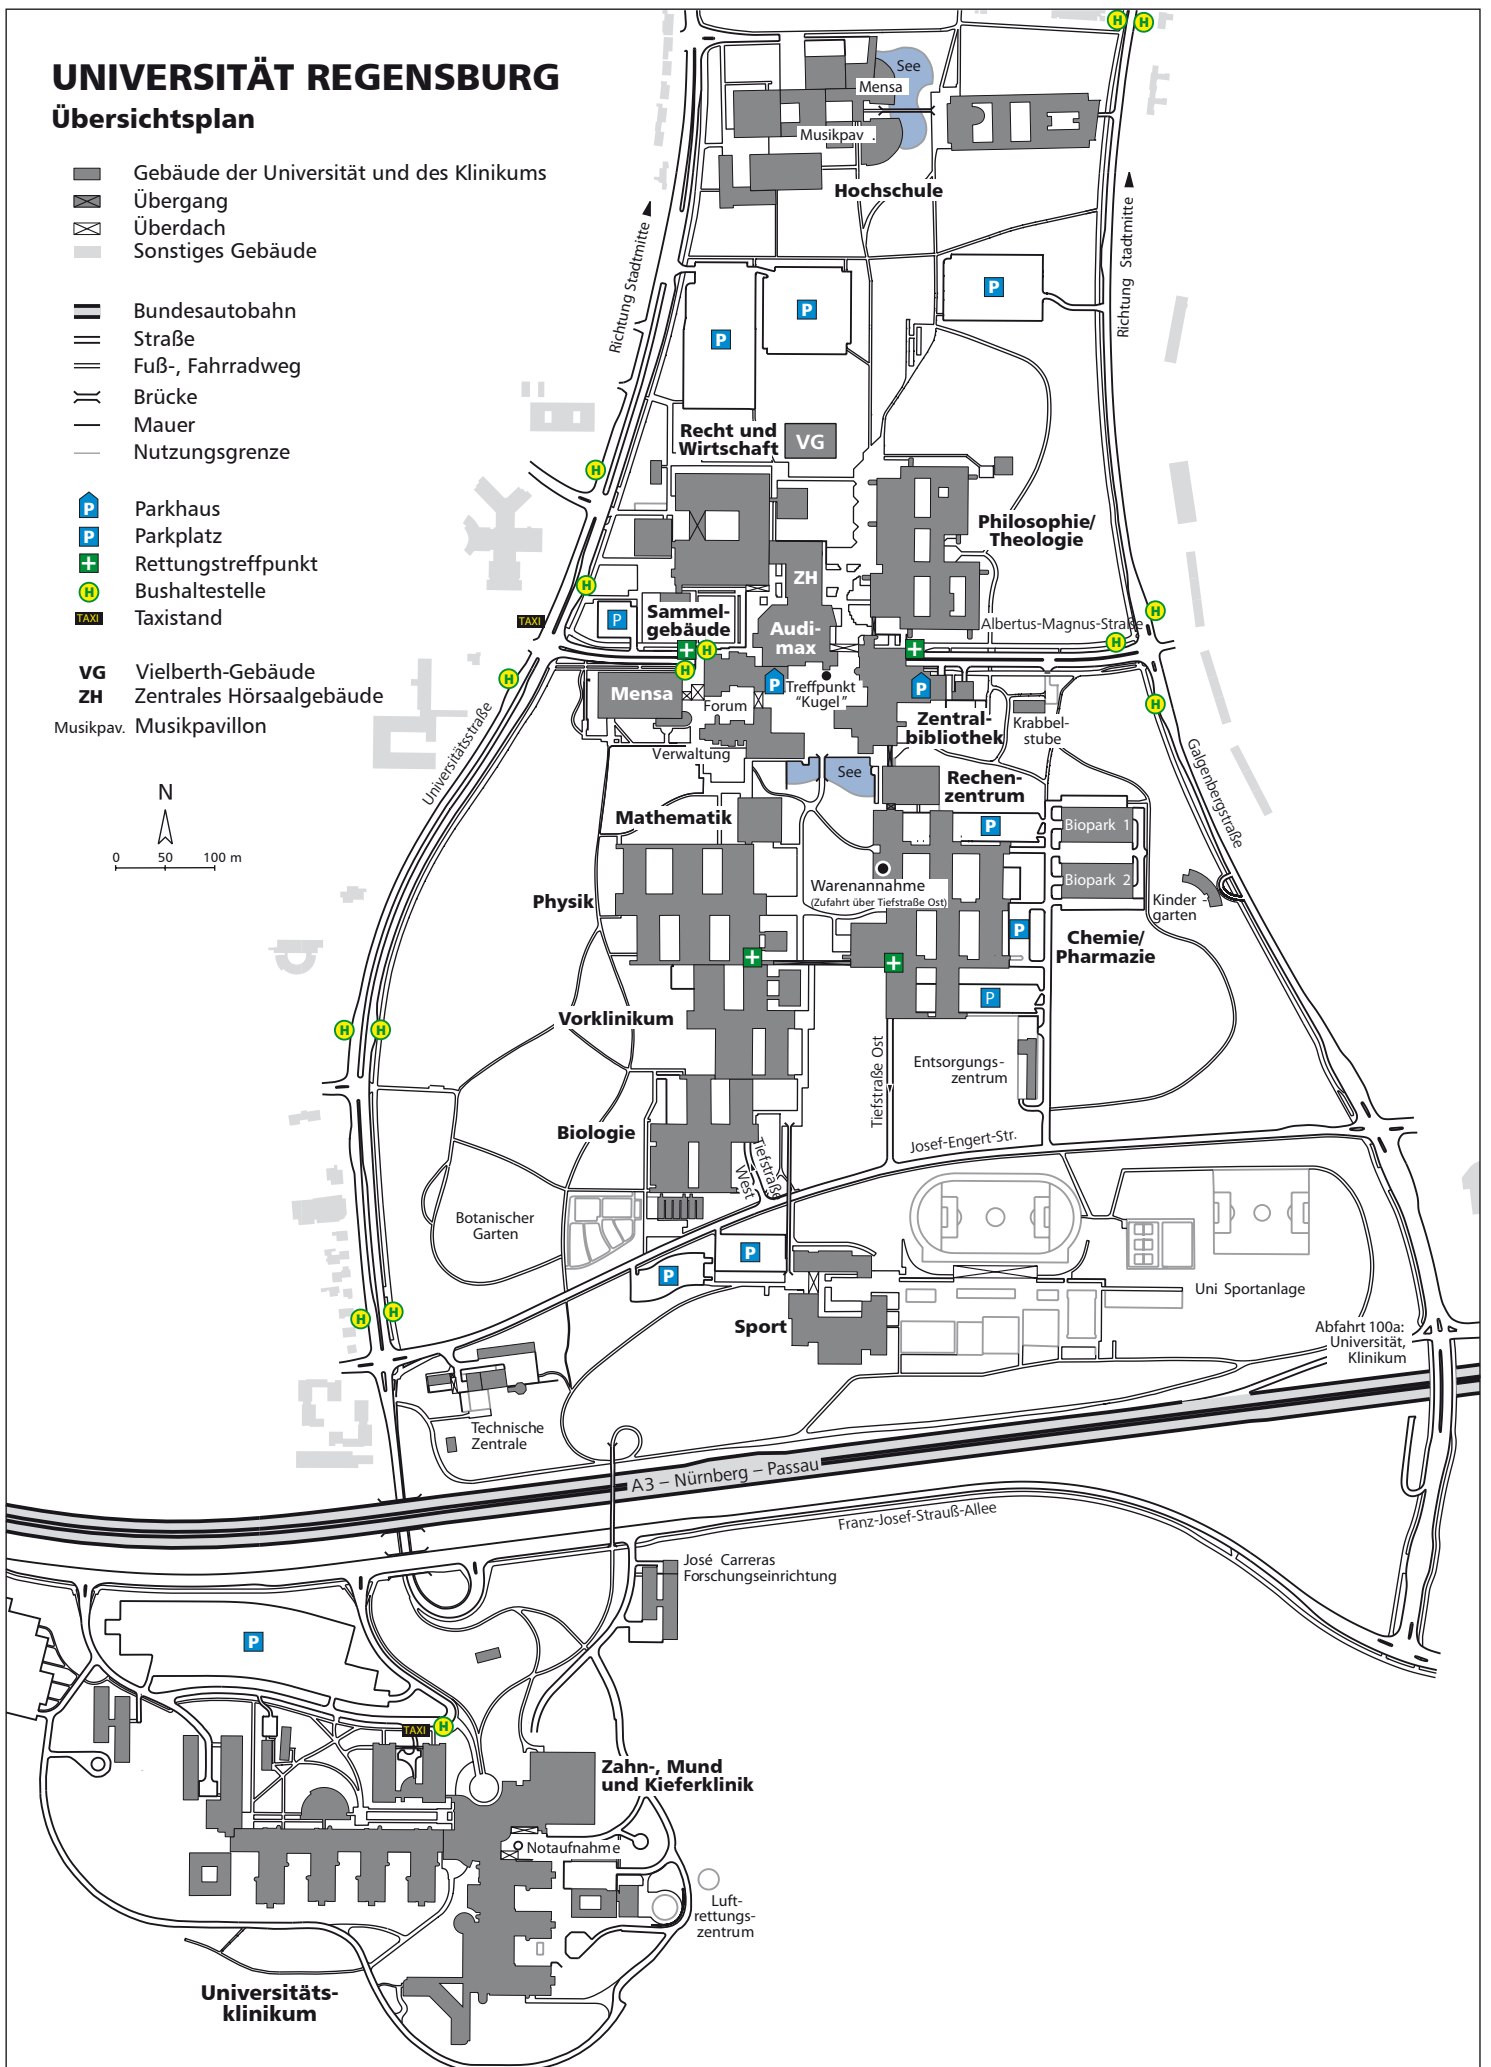 UNIVERSITÄT REGENSBURG
Übersichtsplan
Gebäude der Universität und des Klinikums
Übergang
Überdach
Sonstiges Gebäude
Bundesautobahn
Straße
Fuß-, Fahrradweg
Brücke
Mauer
Nutzungsgrenze
P Parkhaus
P Parkplatz
Rettungstreffpunkt
H Bushaltestelle
TAXI Taxistand
VG Vielberth-Gebäude
ZH Zentrales Hörsaalgebäude
Musikpav. Musikpavillon
N
0 50 100 m
H H
See
Mensa
Musikpav .
Hochschule
Richtung Stadtmitte
Richtung Stadtmitte
P
P
P
Recht und
Wirtschaft
VG
H
Philosophie/
Theologie
ZH
H
TAXI
P
Sammel-
gebäude
Audi-
max
Albertus-Magnus-Straße
H
H
H
H
H
H
Mensa
P
Treffpunkt
"Kugel"
P
Forum
Zentral-
bibliothek
Krabbel-
stube
Verwaltung
Universitätsstraße
Galgenbergstraße
See
Rechen-
zentrum
Mathematik
P
Biopark 1
Biopark 2
Warenannahme
(Zufahrt über Tiefstraße Ost)
Physik
Kinder -
garten
P
Chemie/
Pharmazie
P
Vorklinikum
H H
Tiefstraße Ost
Entsorgungs-
zentrum
Biologie
Tiefstraße
West
Josef-Engert-Str.
Botanischer
Garten
P
P
Uni Sportanlage
H
H
Sport
Abfahrt 100a:
Universität,
Klinikum
Technische
Zentrale
A3 – Nürnberg – Passau
Franz-Josef-Strauß-Allee
José Carreras
Forschungseinrichtung
P
TAXI
H
Zahn-, Mund
und Kieferklinik
Notaufnahme
Luft-
rettungs-
zentrum
Universitäts-
klinikum